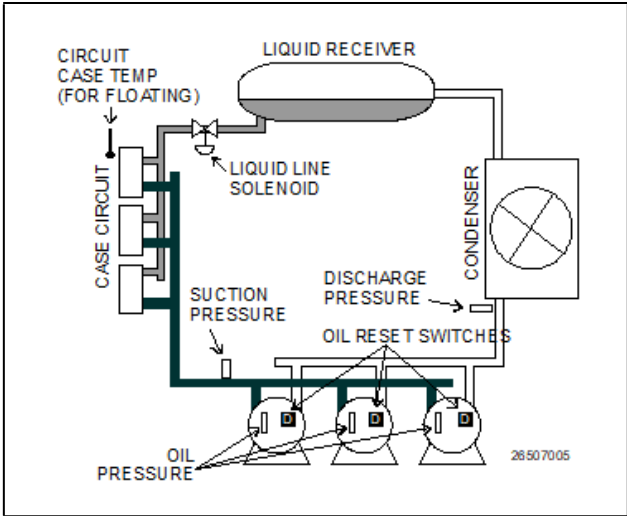 CIRCUIT
CASE TEMP
(FOR FLOATING)
LIQUID RECEIVER
LIQUID LINE
SOLENOID
CASE CIRCUIT
CONDENSER
SUCTION
PRESSURE
DISCHARGE
PRESSURE
OIL RESET SWITCHES
D
D
D
OIL
PRESSURE
26507005